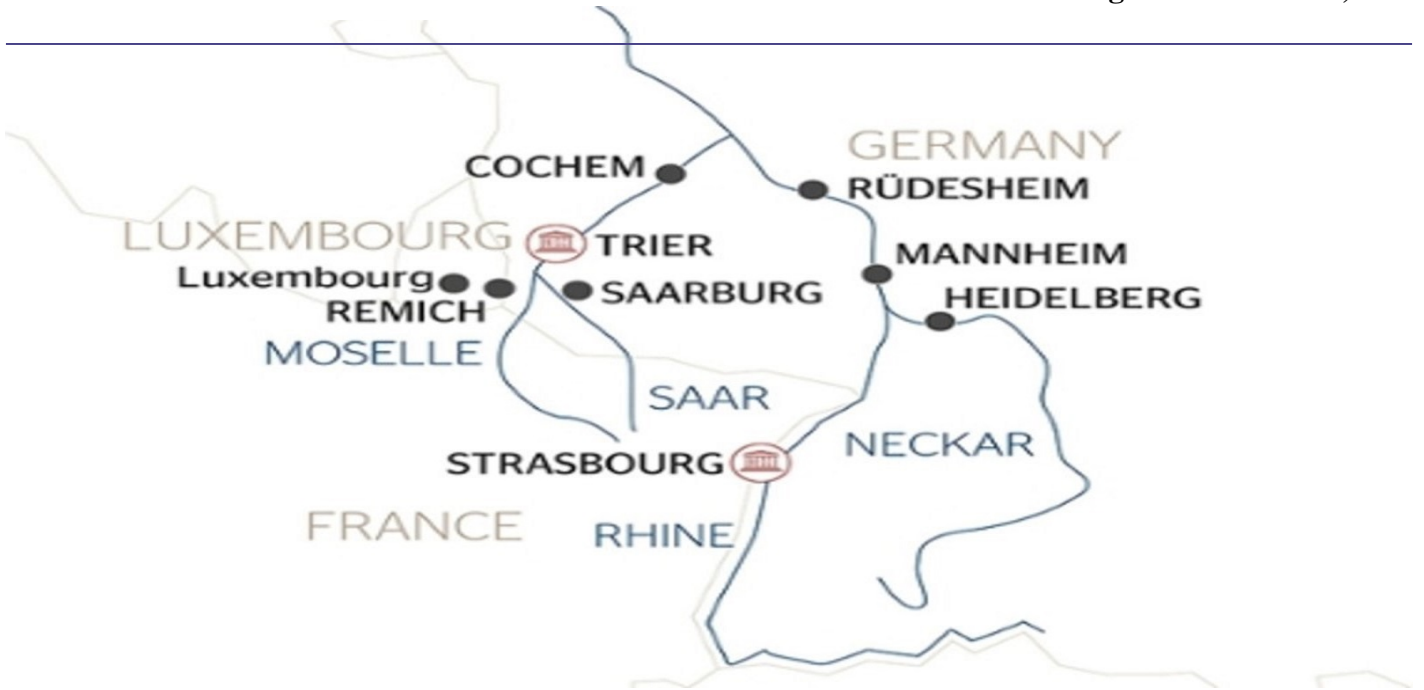 GERMANY
COCHEM
RÜDESHEIM
LUXEMBOURG
TRIER
MANNHEIM
Luxembourg
SAARBURG
HEIDELBERG
REMICH
MOSELLE
SAAR
NECKAR
STRASBOURG
FRANCE
RHINE